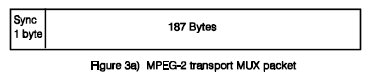 Sync
1 byte
187 Bytes
Figure 3a) MPEG-2 transport MUX packet